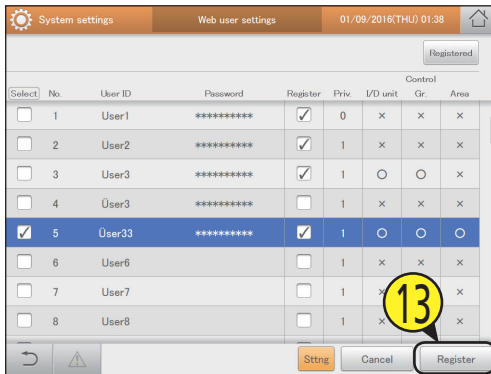 System settings Web user settings 01/09/2016(THU) 01:38
Registered
Control
Select No. User ID Password Register Priv. I/D unit Gr. Area
1 User1 ********** 0 × × ×
2 User2 ********** 1 × × ×
3 User3 ********** 1 ○ ○ ×
4 Üser3 ********** 1 × × ×
5 Üser33 ********** 1 ○ ○ ○
6 User6 1 × × ×
7 User7 1 × ×
8 User8 1 × ×
13
Sttng Cancel Register